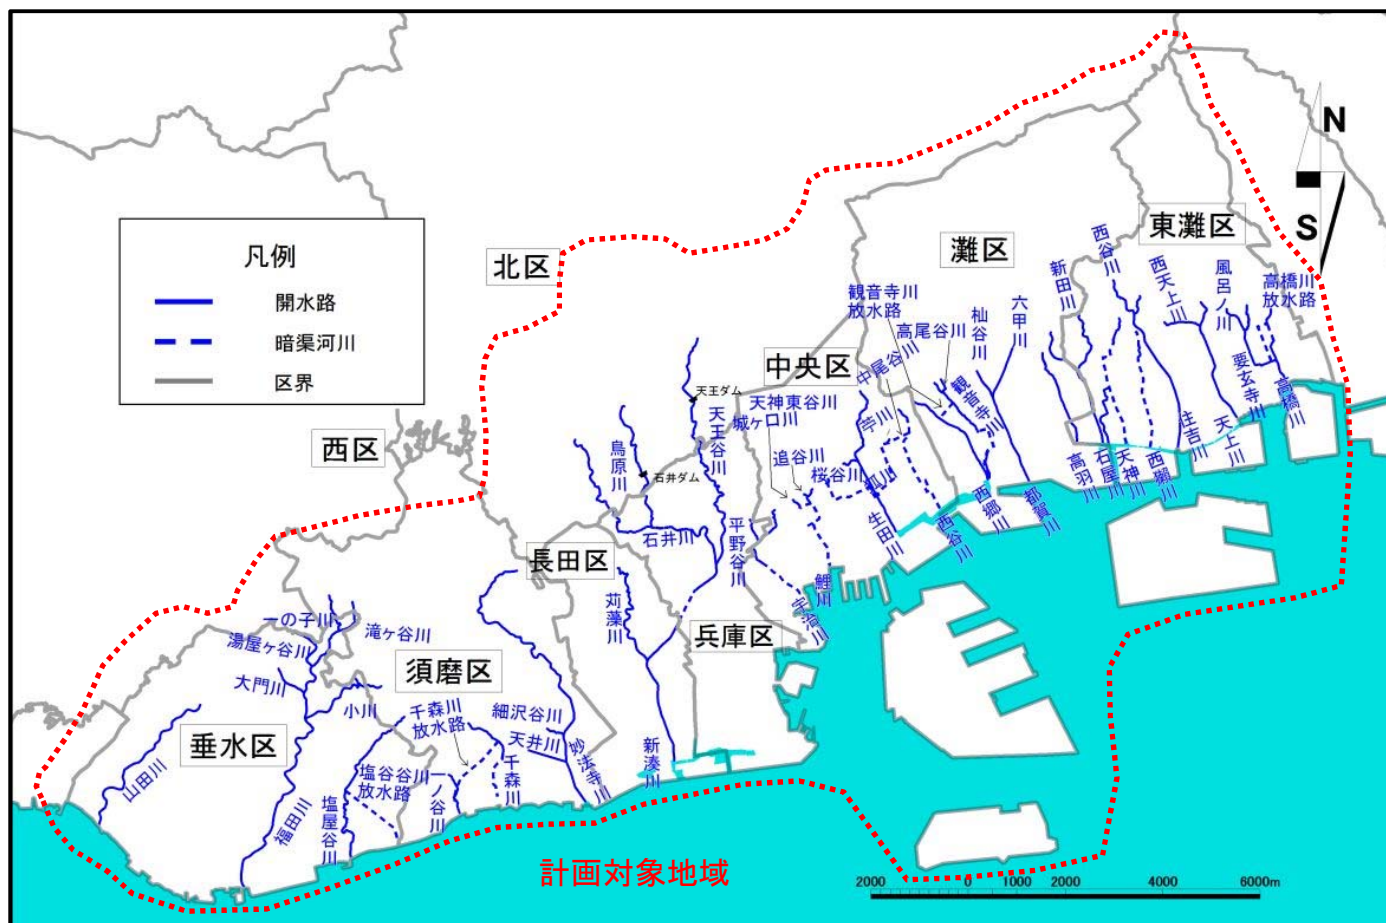 凡例
開水路
暗渠河川
区界
N
S
北区
西区
中央区
灘区
東灘区
長田区
兵庫区
須磨区
垂水区
新田川
西谷川
西天上川
風呂ノ川
高橋川
放水路
観音寺川
放水路
高尾谷川
杣谷川
六甲川
中尾谷川
観音寺川
要玄寺川
高橋川
天王ダム
天王谷川
天神東谷川
城ヶ口川
追谷川
桜谷川
苧川
狐川
烏原川
石井ダム
石井川
平野谷川
生田川
西谷川
西郷川
都賀川
高羽川
石屋川
天神川
住吉川
天上川
鯉川
宇治川
苅藻川
新湊川
一の子川
滝ヶ谷川
湯屋ヶ谷川
大門川
小川
千森川
放水路
細沢谷川
天井川
妙法寺川
千森川
一ノ谷川
塩谷谷川
放水路
塩屋谷川
福田川
山田川
計画対象地域
2000
0
1000
2000
4000
6000m